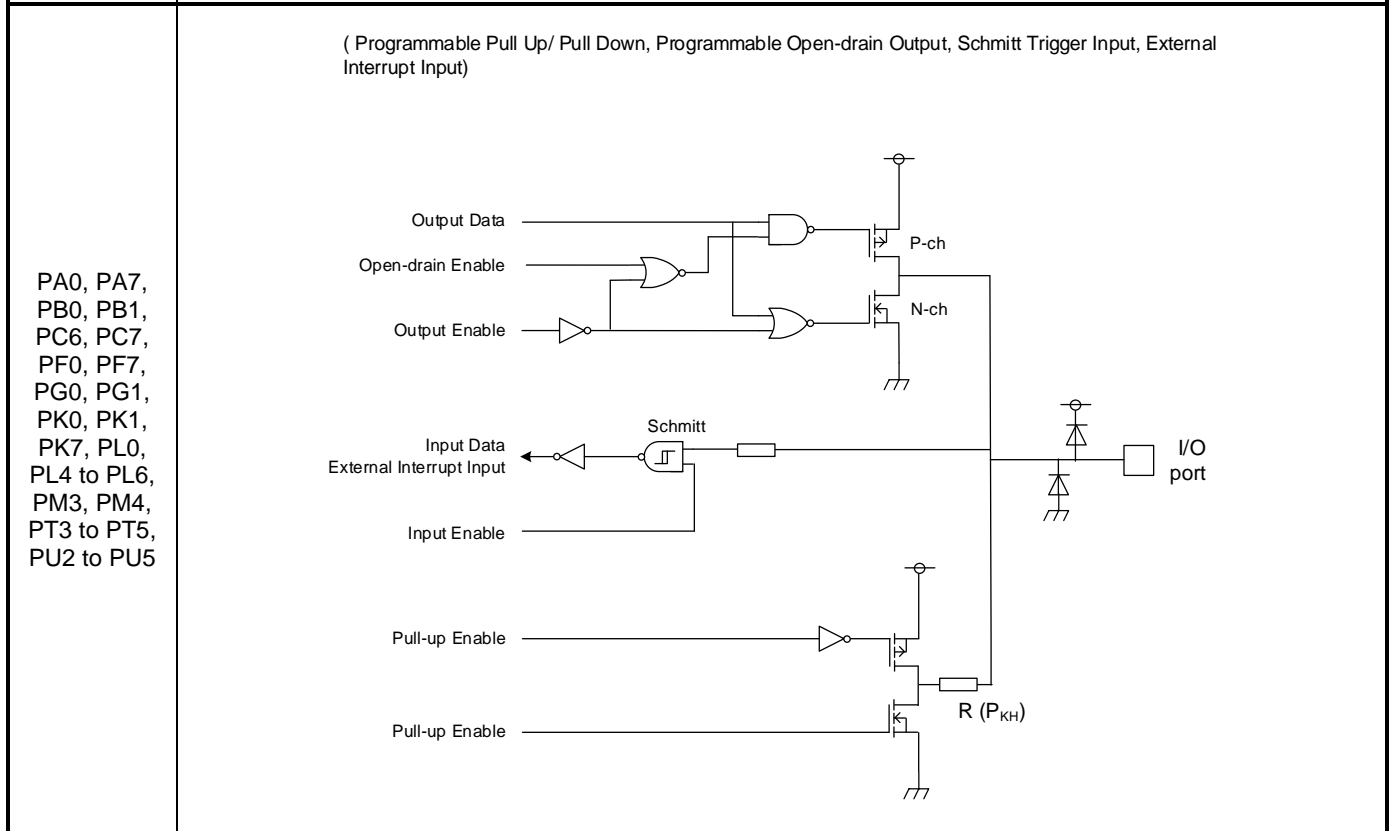 ( Programmable Pull Up/ Pull Down, Programmable Open-drain Output, Schmitt Trigger Input, External
Interrupt Input)
PA0, PA7,
PB0, PB1,
PC6, PC7,
PF0, PF7,
PG0, PG1,
PK0, PK1,
PK7, PL0,
PL4 to PL6,
PM3, PM4,
PT3 to PT5,
PU2 to PU5
Output Data
Open-drain Enable
Output Enable
P-ch
N-ch
Schmitt
Input Data
External Interrupt Input
Input Enable
I/O
port
Pull-up Enable
Pull-up Enable
R (PKH)